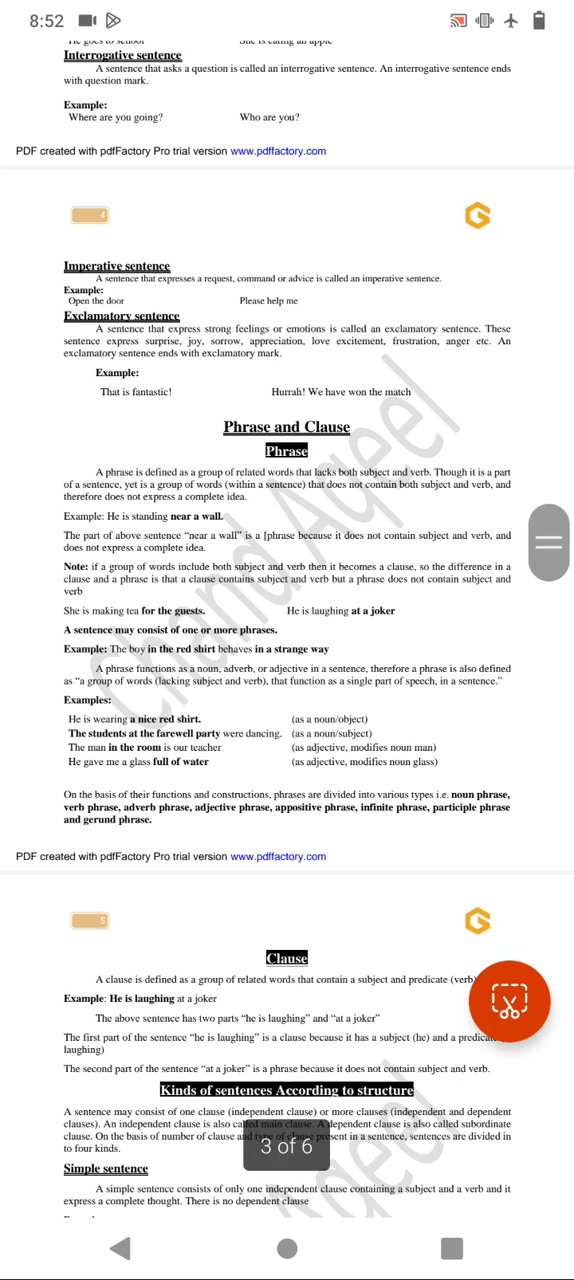 8:52
He goes to school She is eating an apple
Interrogative sentence
A sentence that asks a question is called an interrogative sentence. An interrogative sentence ends
with question mark.
Example:
Where are you going? Who are you?
PDF created with pdfFactory Pro trial version www.pdffactory.com
4
Imperative sentence
A sentence that expresses a request, command or advice is called an imperative sentence.
Example:
Open the door Please help me
Exclamatory sentence
A sentence that express strong feelings or emotions is called an exclamatory sentence. These
sentence express surprise, joy, sorrow, appreciation, love excitement, frustration, anger etc. An
exclamatory sentence ends with exclamatory mark.
Example:
That is fantastic! Hurrah! We have won the match
Phrase and Clause
Phrase
A phrase is defined as a group of related words that lacks both subject and verb. Though it is a part
of a sentence, yet is a group of words (within a sentence) that does not contain both subject and verb, and
therefore does not express a complete idea.
Example: He is standing near a wall.
The part of above sentence “near a wall” is a [phrase because it does not contain subject and verb, and
does not express a complete idea.
Note: if a group of words include both subject and verb then it becomes a clause, so the difference in a
clause and a phrase is that a clause contains subject and verb but a phrase does not contain subject and
verb
She is making tea for the guests. He is laughing at a joker
A sentence may consist of one or more phrases.
Example: The boy in the red shirt behaves in a strange way
A phrase functions as a noun, adverb, or adjective in a sentence, therefore a phrase is also defined
as “a group of words (lacking subject and verb), that function as a single part of speech, in a sentence.”
Examples:
He is wearing a nice red shirt. (as a noun/object)
The students at the farewell party were dancing. (as a noun/subject)
The man in the room is our teacher (as adjective, modifies noun man)
He gave me a glass full of water (as adjective, modifies noun glass)
On the basis of their functions and constructions, phrases are divided into various types i.e. noun phrase,
verb phrase, adverb phrase, adjective phrase, appositive phrase, infinite phrase, participle phrase
and gerund phrase.
Chand Aqeel
PDF created with pdfFactory Pro trial version www.pdffactory.com
5
Clause
A clause is defined as a group of related words that contain a subject and predicate (verb)
Example: He is laughing at a joker
The above sentence has two parts “he is laughing” and “at a joker”
The first part of the sentence “he is laughing” is a clause because it has a subject (he) and a
laughing)
The second part of the sentence “at a joker” is a phrase because it does not contain subject and verb.
Kinds of sentences According to structure
A sentence may consist of one clause (independent clause) or more clauses (independent and dependent
clauses). An independent clause is also called main clause. A dependent clause is also called subordinate
clause. On the basis of number of clause and type of clause present in a sentence, sentences are divided in
to four kinds.
3 of 6
Simple sentence
A simple sentence consists of only one independent clause containing a subject and a verb and it
express a complete thought. There is no dependent clause